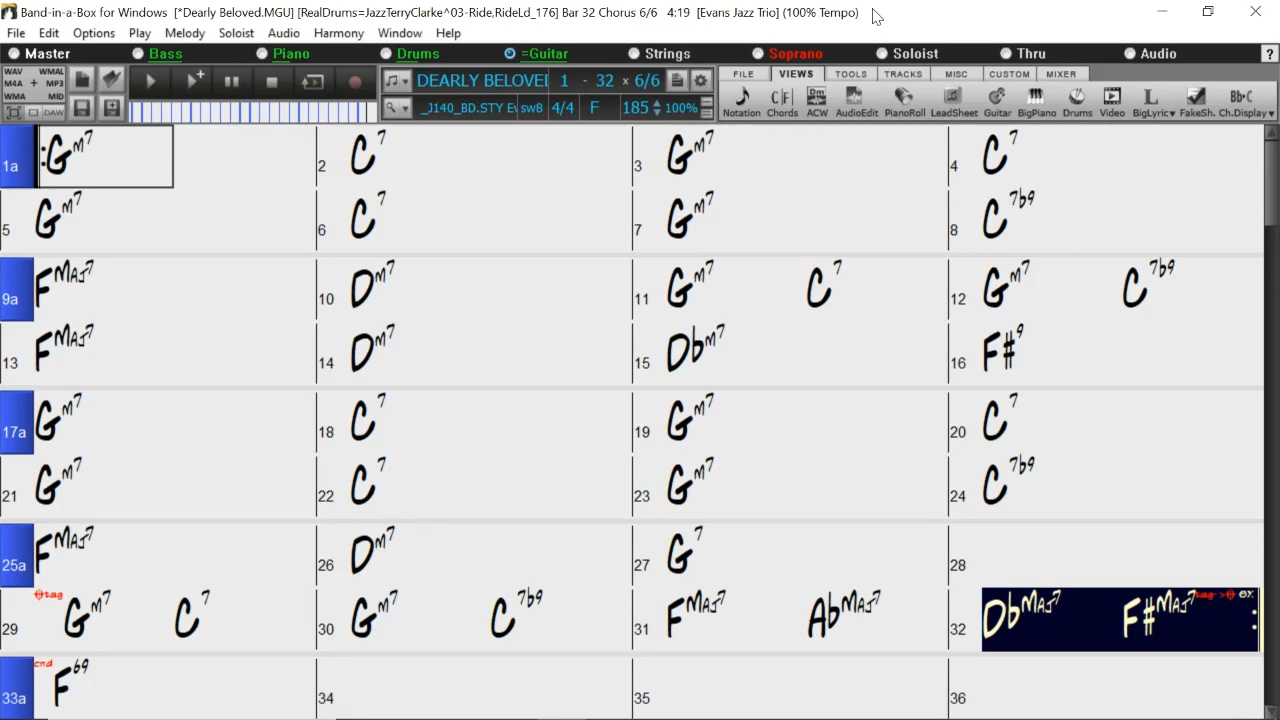 Band-in-a-Box for Windows [*Dearly Beloved.MGU] [RealDrums=JazzTerryClarke^03-Ride,RideLd_176] Bar 32 Chorus 6/6 4:19 [Evans Jazz Trio] (100% Tempo)
File Edit Options Play Melody Soloist Audio Harmony Window Help
Master Bass Piano Drums =Guitar Strings Soprano Soloist Thru Audio ?
WAV WMAL
M4A + MP3
WMA MID
DAW
DEARLY BELOVE 1 - 32 x 6/6
_J140_BD.STY sw8 4/4 F 185 100%
FILE VIEWS TOOLS TRACKS MISC CUSTOM MIXER
Notation Chords ACW AudioEdit PianoRoll LeadSheet Guitar BigPiano Drums Video BigLyric FakeSh. Ch.Display
1a Gm7 2 C7 3 Gm7 4 C7
5 Gm7 6 C7 7 Gm7 8 C7b9
9a FMAJ7 10 Dm7 11 Gm7 C7 12 Gm7 C7b9
13 FMAJ7 14 Dm7 15 Dbm7 16 F#9
17a Gm7 18 C7 19 Gm7 20 C7
21 Gm7 22 C7 23 Gm7 24 C7b9
25a FMAJ7 26 Dm7 27 G7 28
tag
29 Gm7 C7 30 Gm7 C7b9 31 FMAJ7 AbMAJ7 32 DbMAJ7 F#MAJ7 tag-> 6x
end
33a F69 34 35 36